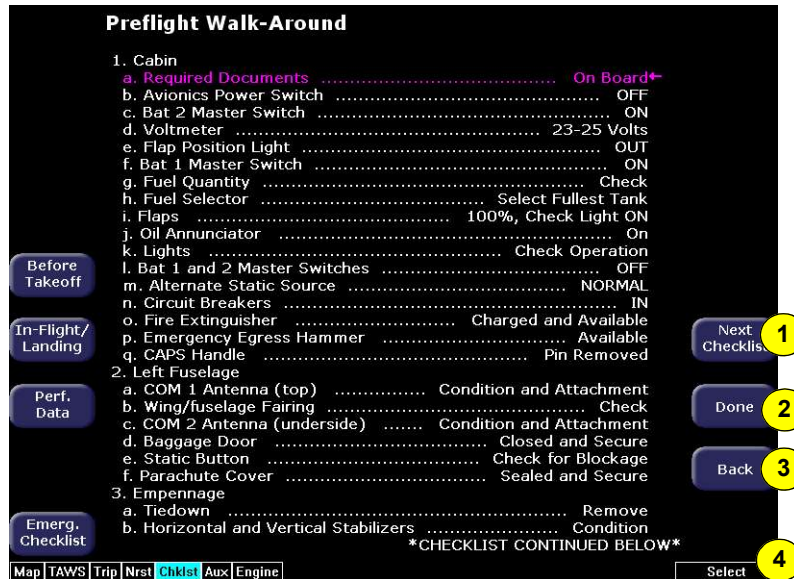 Preflight Walk-Around
1. Cabin
a. Required Documents ..................................... On Board←
b. Avionics Power Switch .......................................... OFF
c. Bat 2 Master Switch ............................................. ON
d. Voltmeter ................................................ 23-25 Volts
e. Flap Position Light ............................................... OUT
f. Bat 1 Master Switch .............................................. ON
g. Fuel Quantity .................................................... Check
h. Fuel Selector ..................................... Select Fullest Tank
i. Flaps ........................................ 100%, Check Light ON
j. Oil Annunciator .................................................... On
k. Lights ............................................ Check Operation
l. Bat 1 and 2 Master Switches ................................. OFF
m. Alternate Static Source ................................. NORMAL
n. Circuit Breakers ................................................... IN
o. Fire Extinguisher ....................... Charged and Available
p. Emergency Egress Hammer ........................... Available
q. CAPS Handle ........................................ Pin Removed
2. Left Fuselage
a. COM 1 Antenna (top) .............. Condition and Attachment
b. Wing/fuselage Fairing .......................................... Check
c. COM 2 Antenna (underside) ....... Condition and Attachment
d. Baggage Door ................................. Closed and Secure
e. Static Button .................................. Check for Blockage
f. Parachute Cover ............................. Sealed and Secure
3. Empennage
a. Tiedown ....................................................... Remove
b. Horizontal and Vertical Stabilizers ..................... Condition
*CHECKLIST CONTINUED BELOW*
Before
Takeoff
In-Flight/
Landing
Perf.
Data
Emerg.
Checklist
Next
Checklist
1
Done
2
Back
3
Map TAWS Trip Nrst Chklst Aux Engine
Select
4